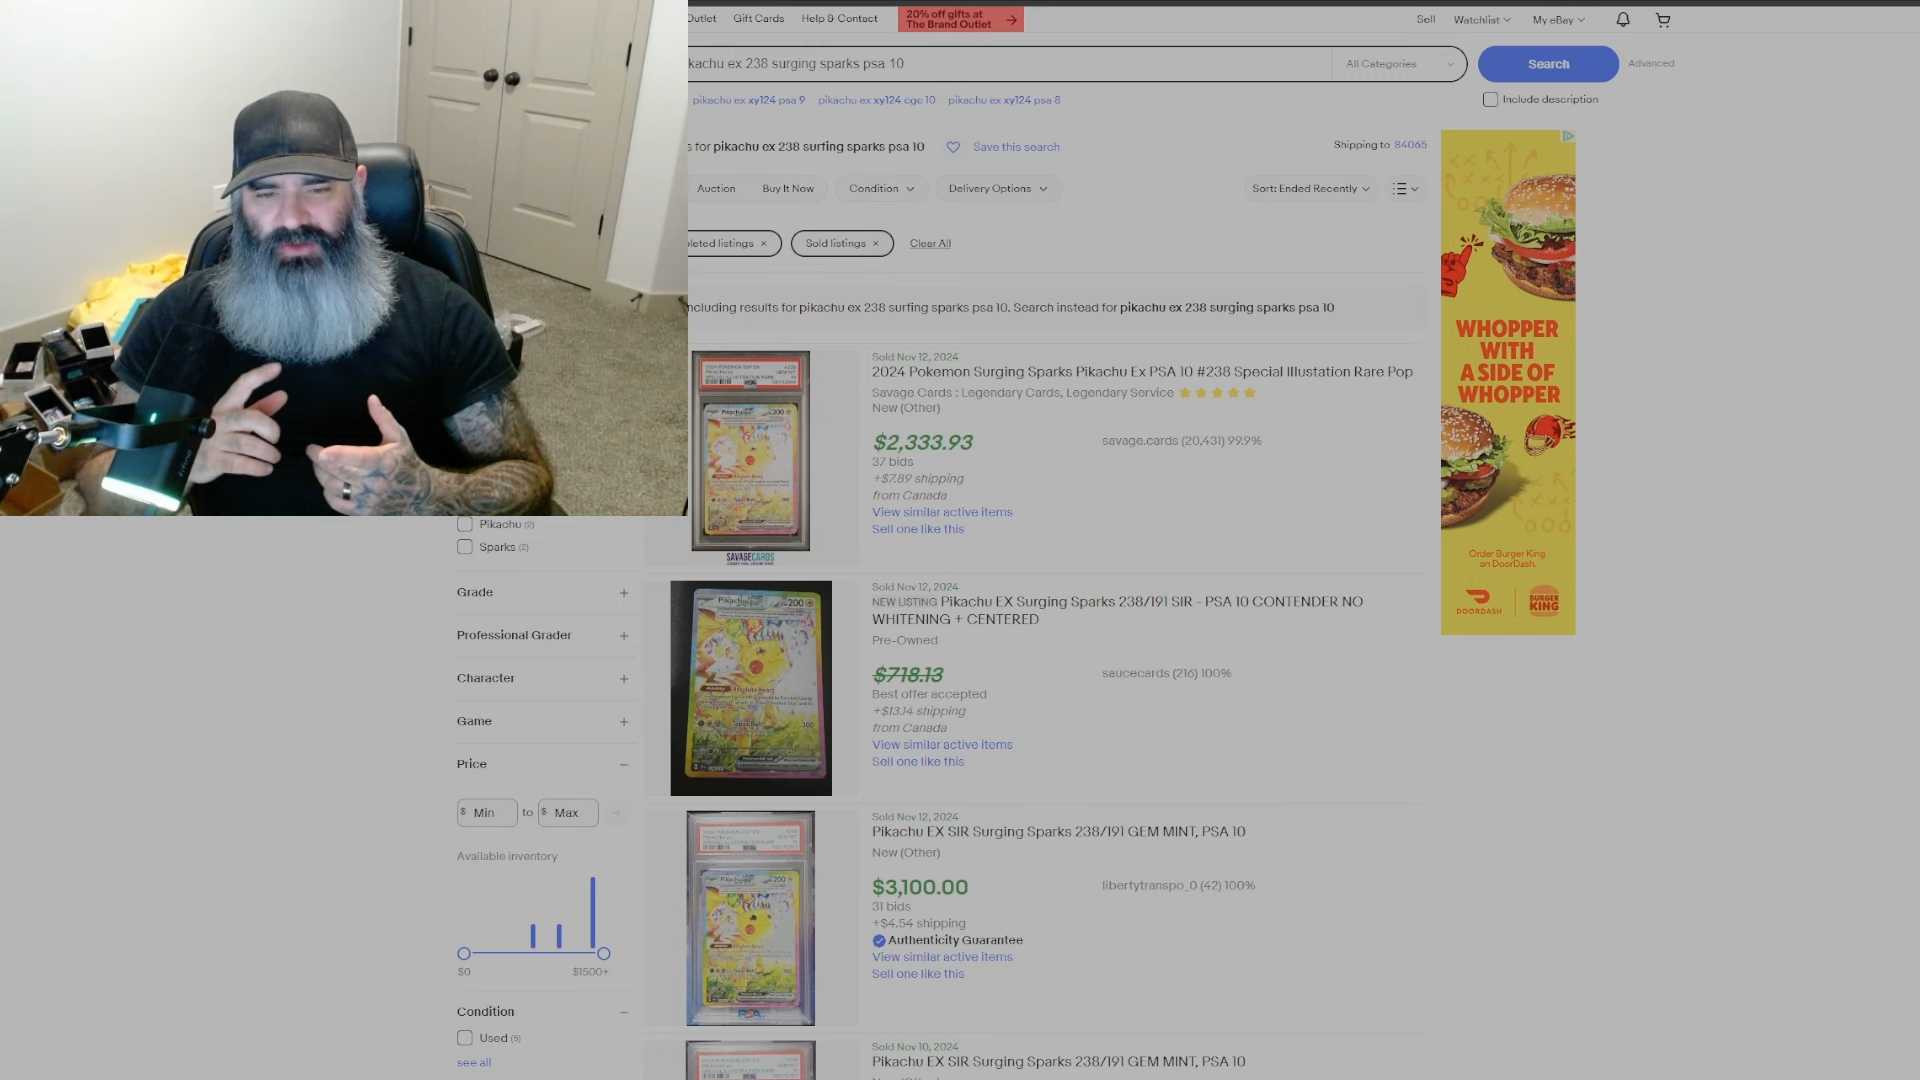 Outlet Gift Cards Help & Contact
20% off gifts at
The Brand Outlet
Sell Watchlist My eBay
kachu ex 238 surging sparks psa 10
All Categories
Search
Advanced
pikachu ex xy124 psa 9 pikachu ex xy124 cgc 10 pikachu ex xy124 psa 8
Include description
s for pikachu ex 238 surfing sparks psa 10
Save this search
Shipping to 84065
Auction Buy It Now Condition Delivery Options
Sort: Ended Recently
leted listings × Sold listings × Clear All
ncluding results for pikachu ex 238 surfing sparks psa 10. Search instead for pikachu ex 238 surging sparks psa 10
Sold Nov 12, 2024
2024 Pokemon Surging Sparks Pikachu Ex PSA 10 #238 Special Illustation Rare Pop
Savage Cards : Legendary Cards, Legendary Service
New (Other)
$2,333.93
savage.cards (20,431) 99.9%
37 bids
+$7.89 shipping
from Canada
View similar active items
Sell one like this
SAVAGECARDS
Sold Nov 12, 2024
NEW LISTING Pikachu EX Surging Sparks 238/191 SIR - PSA 10 CONTENDER NO
WHITENING + CENTERED
Pre-Owned
$718.13
saucecards (216) 100%
Best offer accepted
+$13.14 shipping
from Canada
View similar active items
Sell one like this
Sold Nov 12, 2024
Pikachu EX SIR Surging Sparks 238/191 GEM MINT, PSA 10
New (Other)
$3,100.00
libertytranspo_0 (42) 100%
31 bids
+$4.54 shipping
Authenticity Guarantee
View similar active items
Sell one like this
Sold Nov 10, 2024
Pikachu EX SIR Surging Sparks 238/191 GEM MINT, PSA 10
Pikachu (2)
Sparks (2)
Grade
Professional Grader
Character
Game
Price
$ Min to $ Max
Available inventory
$0 $1500+
Condition
Used (5)
see all
WHOPPER
WITH
A SIDE OF
WHOPPER
Order Burger King
on DoorDash.
DOORDASH
BURGER
KING